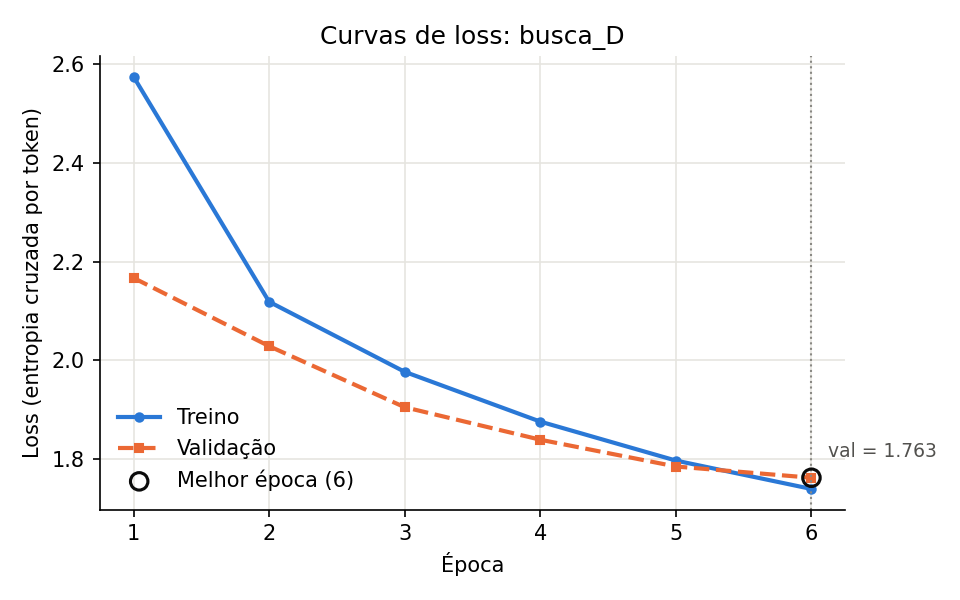 Curvas de loss: busca_D
Loss (entropia cruzada por token)
2.6
2.4
2.2
2.0
1.8
Treino
Validação
Melhor época (6)
val = 1.763
1 2 3 4 5 6
Época